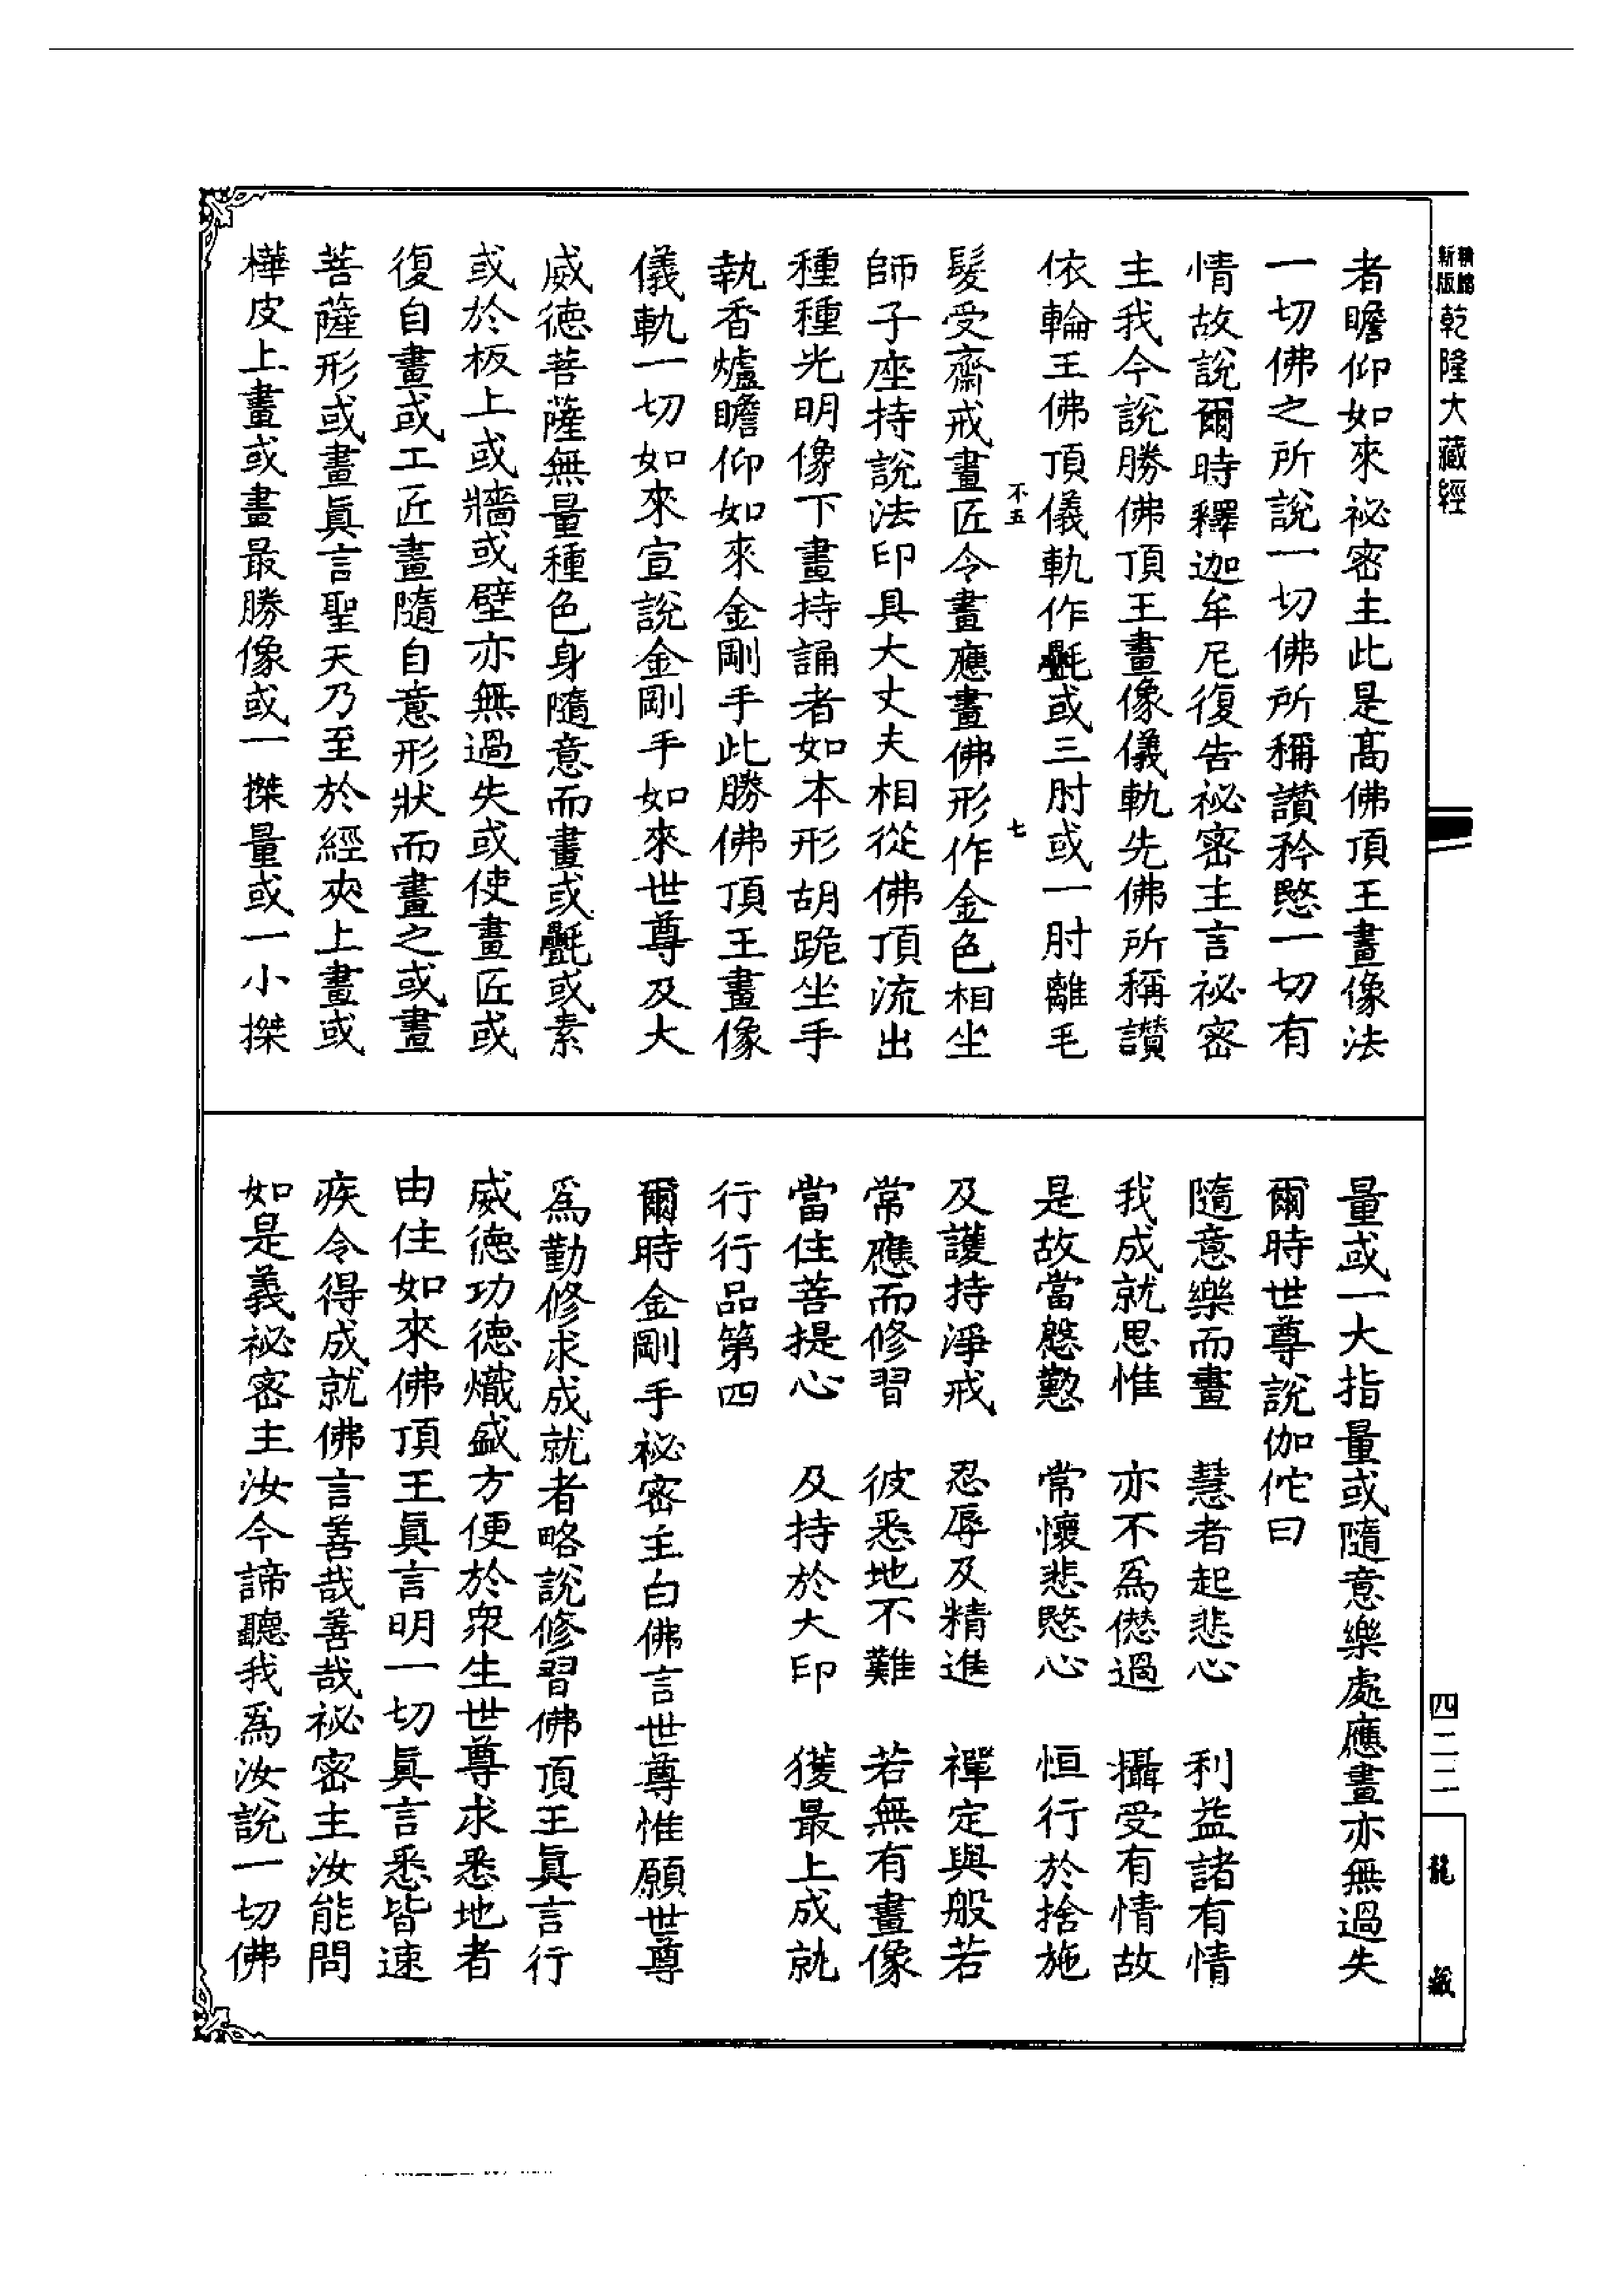 新版
乾隆大藏經
者瞻仰如來祕密主此是高佛頂王畫像法
一切佛之所說一切佛所稱讚矜愍一切有
情故說爾時釋迦牟尼復告祕密主言祕密
主我今說勝佛頂王畫像儀軌先佛所稱讚
依輪王佛頂儀軌作㲲或三肘或一肘離毛
不五
七
髮受齋戒畫匠令畫應畫佛形作金色相坐
師子座持說法印具大丈夫相從佛頂流出
種種光明像下畫持誦者如本形胡跪坐手
執香爐瞻仰如來金剛手此勝佛頂王畫像
儀軌一切如來宣說金剛手如來世尊及大
威德菩薩無量種色身隨意而畫或㲲或素
或於板上或牆或壁亦無過失或使畫匠或
復自畫或工匠畫隨自意形狀而畫之或畫
菩薩形或畫眞言聖天乃至於經夾上畫或
樺皮上畫或畫最勝像或一搩量或一小搩
量或一大指量或隨意樂處應畫亦無過失
爾時世尊說伽佗曰
隨意樂而畫　慧者起悲心　利益諸有情
我成就思惟　亦不為僁過　攝受有情故
是故當慇懃　常懷悲愍心　恒行於捨施
及護持淨戒　忍辱及精進　禪定與般若
常應而修習　彼悉地不難　若無有畫像
當住菩提心　及持於大印　獲最上成就
行行品第四
爾時金剛手祕密主白佛言世尊惟願世尊
爲勤修求成就者略說修習佛頂王眞言行
威德功德熾盛方便於衆生世尊求悉地者
由住如來佛頂王眞言明一切眞言悉皆速
疾令得成就佛言善哉善哉祕密主汝能問
如是義祕密主汝今諦聽我爲汝說一切佛
四二二
龍藏